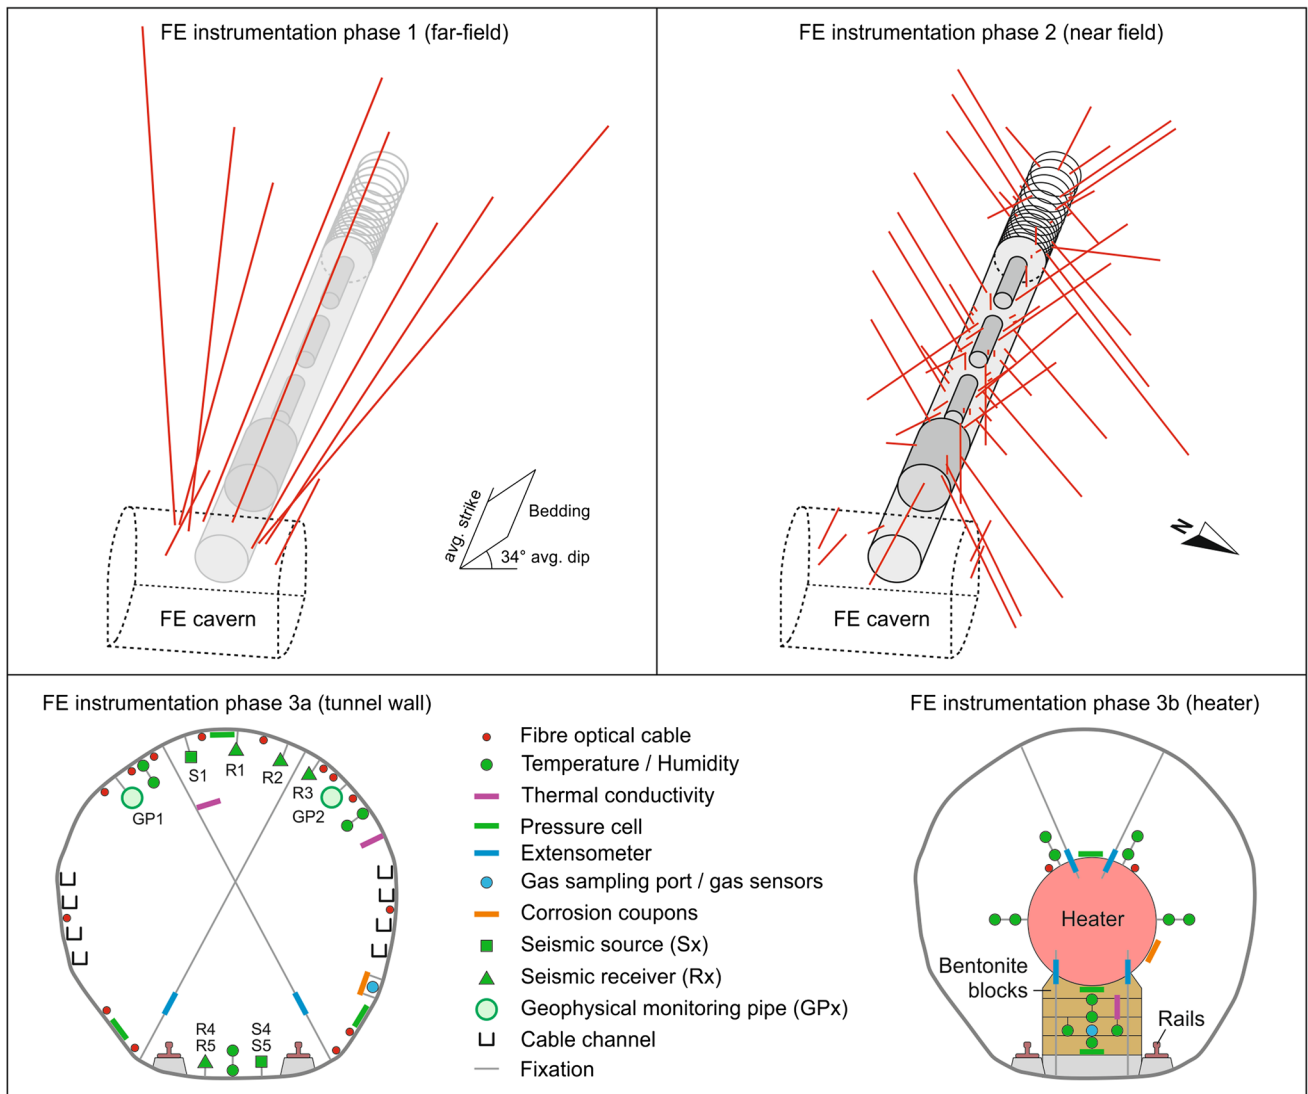 FE instrumentation phase 1 (far-field)
avg. strike
Bedding
34° avg. dip
FE cavern
FE instrumentation phase 2 (near field)
N
FE cavern
FE instrumentation phase 3a (tunnel wall)
S1
R1
R2
R3
GP1
GP2
R4
R5
S4
S5
Fibre optical cable
Temperature / Humidity
Thermal conductivity
Pressure cell
Extensometer
Gas sampling port / gas sensors
Corrosion coupons
Seismic source (Sx)
Seismic receiver (Rx)
Geophysical monitoring pipe (GPx)
Cable channel
Fixation
FE instrumentation phase 3b (heater)
Heater
Bentonite
blocks
Rails